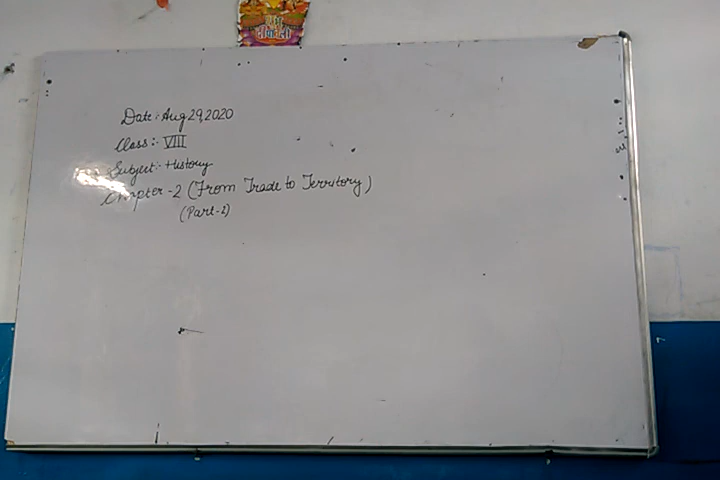 Date :- Aug 29, 2020
Class :- VIII
Subject :- History
Chapter - 2 (From Trade to Territory)
(Part-2)